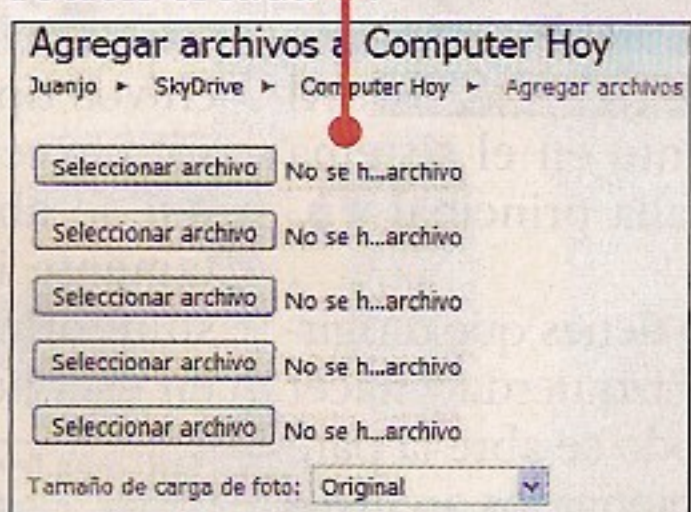 Agregar archivos a Computer Hoy
Juanjo ► SkyDrive ► Computer Hoy ► Agregar archivos
Seleccionar archivo No se h...archivo
Seleccionar archivo No se h...archivo
Seleccionar archivo No se h...archivo
Seleccionar archivo No se h...archivo
Seleccionar archivo No se h...archivo
Tamaño de carga de foto: Original